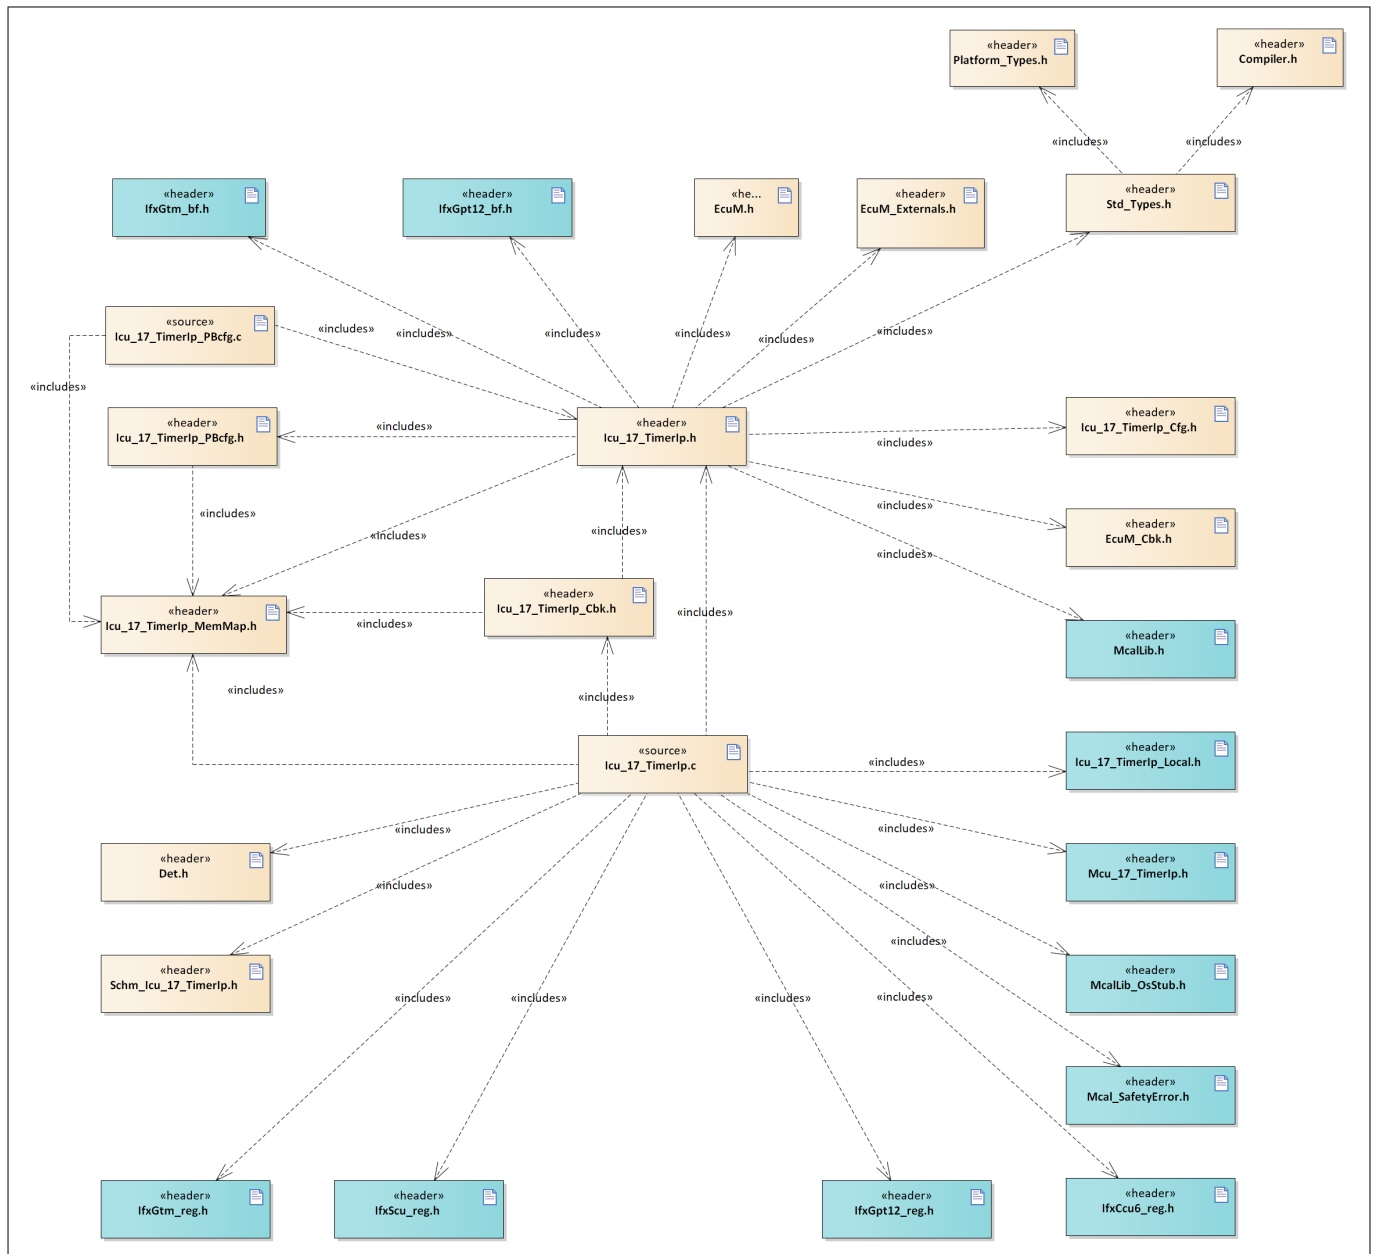 «header»
Platform_Types.h
«header»
Compiler.h
«includes»
«includes»
«header»
IfxGtm_bf.h
«header»
IfxGpt12_bf.h
«he...
EcuM.h
«header»
EcuM_Externals.h
«header»
Std_Types.h
«source»
Icu_17_TimerIp_PBcfg.c
«includes»
«includes»
«includes»
«includes»
«includes»
«includes»
«includes»
«header»
Icu_17_TimerIp_PBcfg.h
«includes»
«header»
Icu_17_TimerIp.h
«includes»
«header»
Icu_17_TimerIp_Cfg.h
«includes»
«includes»
«includes»
«includes»
«includes»
«header»
EcuM_Cbk.h
«header»
Icu_17_TimerIp_MemMap.h
«includes»
«header»
Icu_17_TimerIp_Cbk.h
«includes»
«header»
McalLib.h
«includes»
«includes»
«source»
Icu_17_TimerIp.c
«includes»
«header»
Icu_17_TimerIp_Local.h
«includes»
«includes»
«header»
Det.h
«header»
Mcu_17_TimerIp.h
«includes»
«includes»
«includes»
«header»
Schm_Icu_17_TimerIp.h
«header»
McalLib_OsStub.h
«includes»
«includes»
«includes»
«includes»
«header»
Mcal_SafetyError.h
«header»
IfxGtm_reg.h
«header»
IfxScu_reg.h
«header»
IfxGpt12_reg.h
«header»
IfxCcu6_reg.h